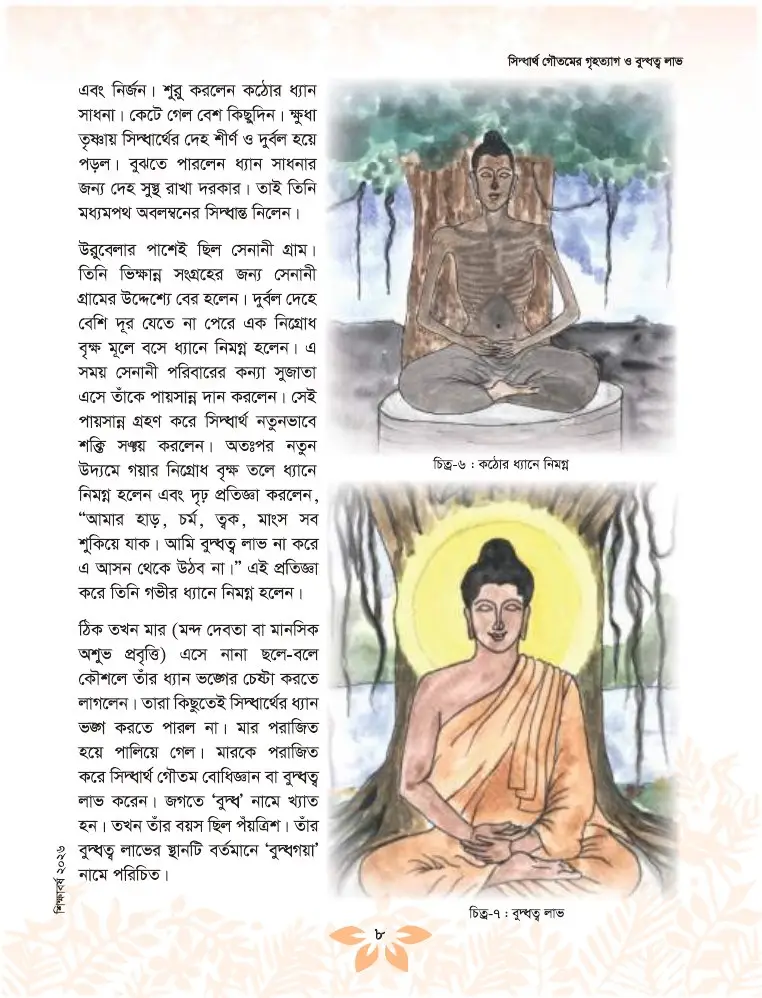 সিদ্ধার্থ গৌতমের গৃহত্যাগ ও বুদ্ধত্ব লাভ
এবং নির্জন। শুরু করলেন কঠোর ধ্যান
সাধনা। কেটে গেল বেশ কিছুদিন। ক্ষুধা
তৃষ্ণায় সিদ্ধার্থের দেহ শীর্ণ ও দুর্বল হয়ে
পড়ল। বুঝতে পারলেন ধ্যান সাধনার
জন্য দেহ সুস্থ রাখা দরকার। তাই তিনি
মধ্যমপথ অবলম্বনের সিদ্ধান্ত নিলেন।
উরুবেলার পাশেই ছিল সেনানী গ্রাম।
তিনি ভিক্ষান্ন সংগ্রহের জন্য সেনানী
গ্রামের উদ্দেশ্যে বের হলেন। দুর্বল দেহে
বেশি দূর যেতে না পেরে এক নিগ্রোধ
বৃক্ষ মূলে বসে ধ্যানে নিমগ্ন হলেন। এ
সময় সেনানী পরিবারের কন্যা সুজাতা
এসে তাঁকে পায়সান্ন দান করলেন। সেই
পায়সান্ন গ্রহণ করে সিদ্ধার্থ নতুনভাবে
শক্তি সঞ্চয় করলেন। অতঃপর নতুন
উদ্যমে গয়ার নিগ্রোধ বৃক্ষ তলে ধ্যানে
নিমগ্ন হলেন এবং দৃঢ় প্রতিজ্ঞা করলেন,
“আমার হাড়, চর্ম, ত্বক, মাংস সব
শুকিয়ে যাক। আমি বুদ্ধত্ব লাভ না করে
এ আসন থেকে উঠব না।” এই প্রতিজ্ঞা
করে তিনি গভীর ধ্যানে নিমগ্ন হলেন।
ঠিক তখন মার (মন্দ দেবতা বা মানসিক
অশুভ প্রবৃত্তি) এসে নানা ছলে-বলে
কৌশলে তাঁর ধ্যান ভঙ্গের চেষ্টা করতে
লাগলেন। তারা কিছুতেই সিদ্ধার্থের ধ্যান
ভঙ্গ করতে পারল না। মার পরাজিত
হয়ে পালিয়ে গেল। মারকে পরাজিত
করে সিদ্ধার্থ গৌতম বোধিজ্ঞান বা বুদ্ধত্ব
লাভ করেন। জগতে ‘বুদ্ধ’ নামে খ্যাত
হন। তখন তাঁর বয়স ছিল পঁয়ত্রিশ। তাঁর
বুদ্ধত্ব লাভের স্থানটি বর্তমানে ‘বুদ্ধগয়া’
নামে পরিচিত।
চিত্র-৬ : কঠোর ধ্যানে নিমগ্ন
চিত্র-৭ : বুদ্ধত্ব লাভ
শিক্ষাবর্ষ ২০২৬
৮